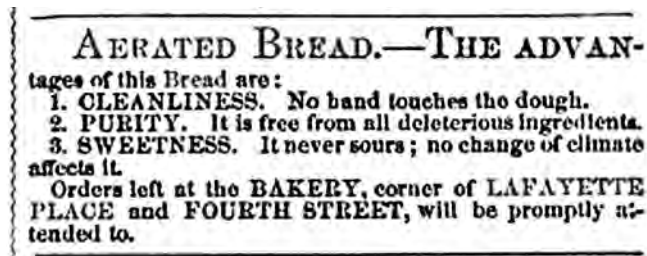 AERATED BREAD.—THE ADVAN-
tages of this Bread are:
1. CLEANLINESS. No hand touches the dough.
2. PURITY. It is free from all deleterious ingredients.
3. SWEETNESS. It never sours; no change of climate
affects it.
Orders left at the BAKERY, corner of LAFAYETTE
PLACE and FOURTH STREET, will be promptly at-
tended to.